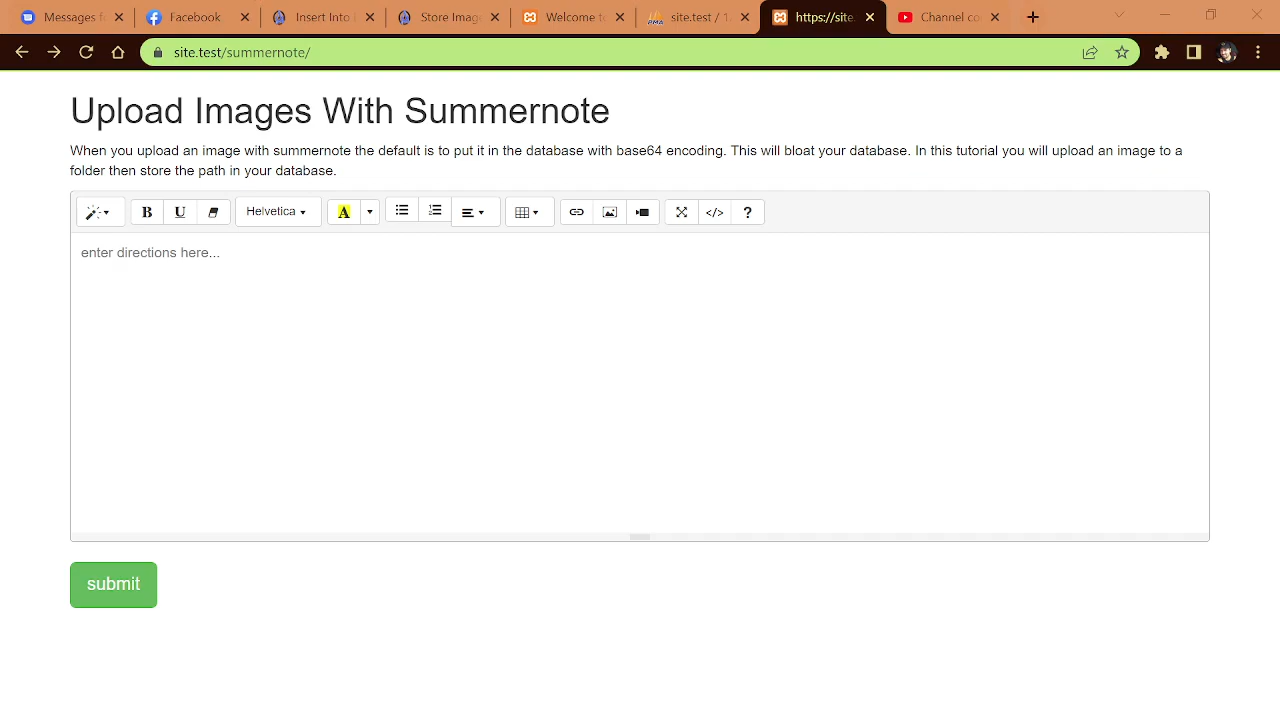 Messages f
Facebook
Insert Into
Store Imag
Welcome t
site.test / 1
https://site.
Channel co
site.test/summernote/
Upload Images With Summernote
When you upload an image with summernote the default is to put it in the database with base64 encoding. This will bloat your database. In this tutorial you will upload an image to a
folder then store the path in your database.
B U Helvetica A </> ?
enter directions here...
submit